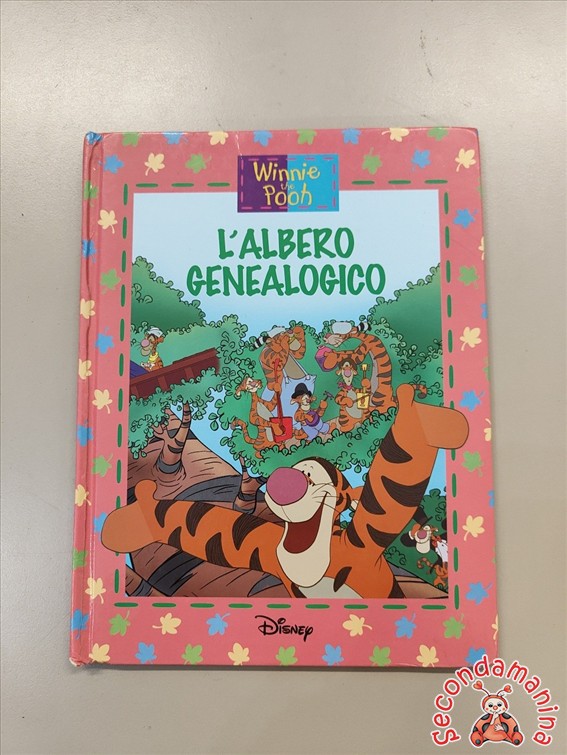 Winnie
the
Pooh
L'ALBERO
GENEALOGICO
Disney
Secondamanina